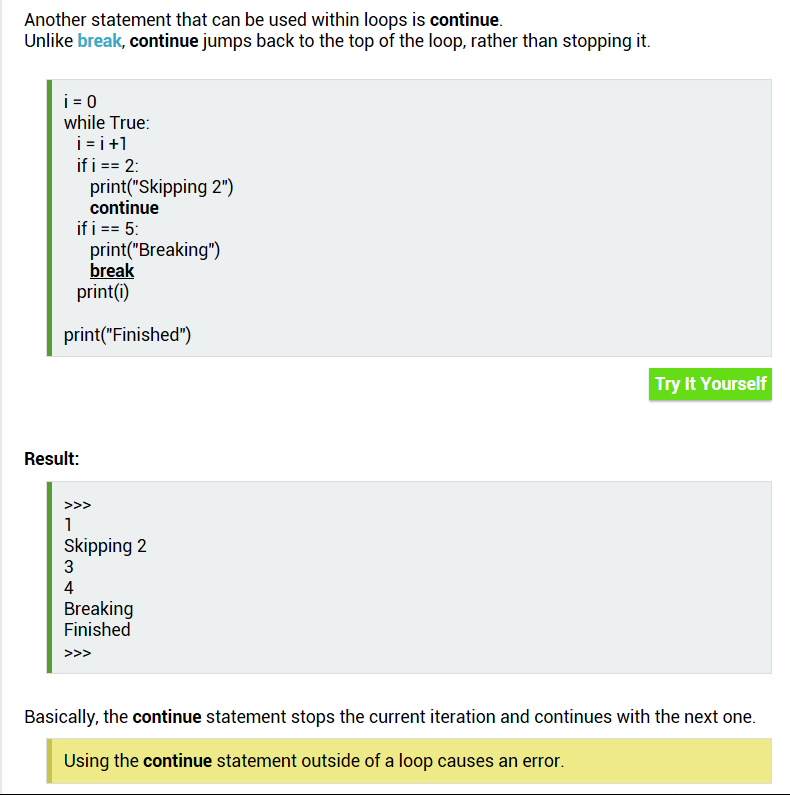 Another statement that can be used within loops is continue.
Unlike break, continue jumps back to the top of the loop, rather than stopping it.
i = 0
while True:
i = i +1
if i == 2:
print("Skipping 2")
continue
if i == 5:
print("Breaking")
break
print(i)
print("Finished")
Try It Yourself
Result:
>>>
1
Skipping 2
3
4
Breaking
Finished
>>>
Basically, the continue statement stops the current iteration and continues with the next one.
Using the continue statement outside of a loop causes an error.